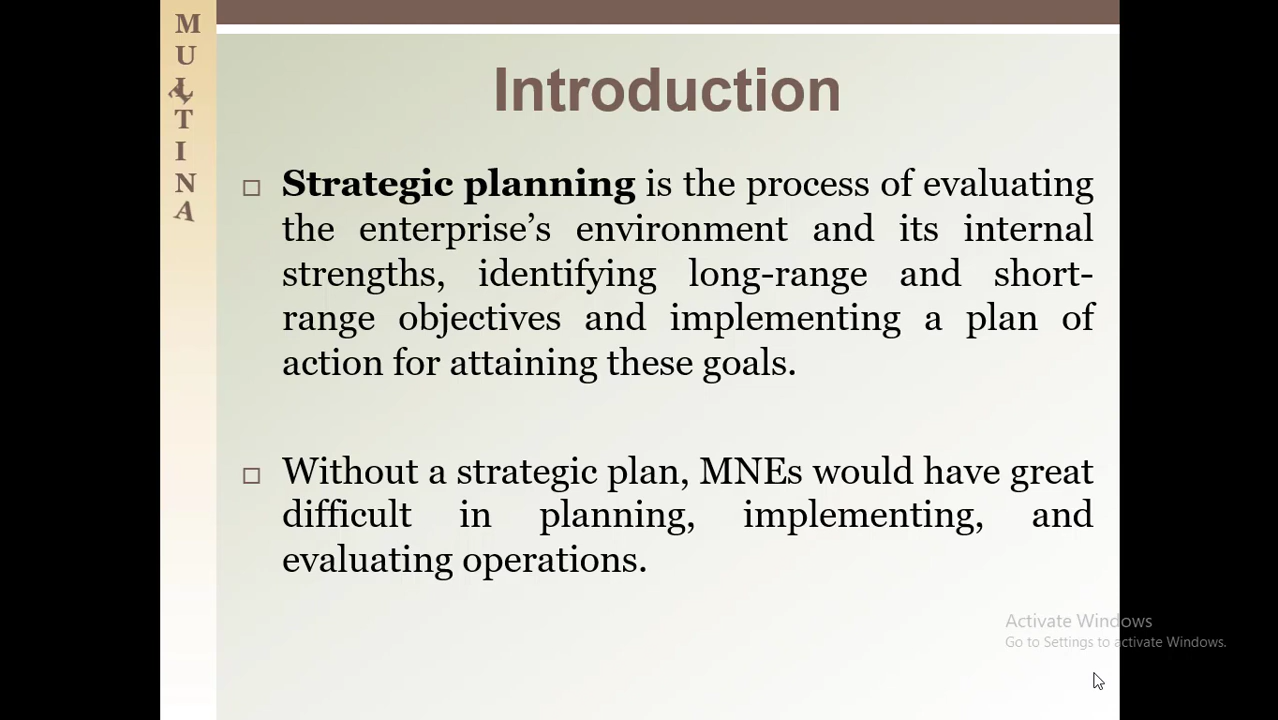 MULTINA
Introduction
Strategic planning is the process of evaluating
the enterprise’s environment and its internal
strengths, identifying long-range and short-
range objectives and implementing a plan of
action for attaining these goals.
Without a strategic plan, MNEs would have great
difficult in planning, implementing, and
evaluating operations.
Activate Windows
Go to Settings to activate Windows.